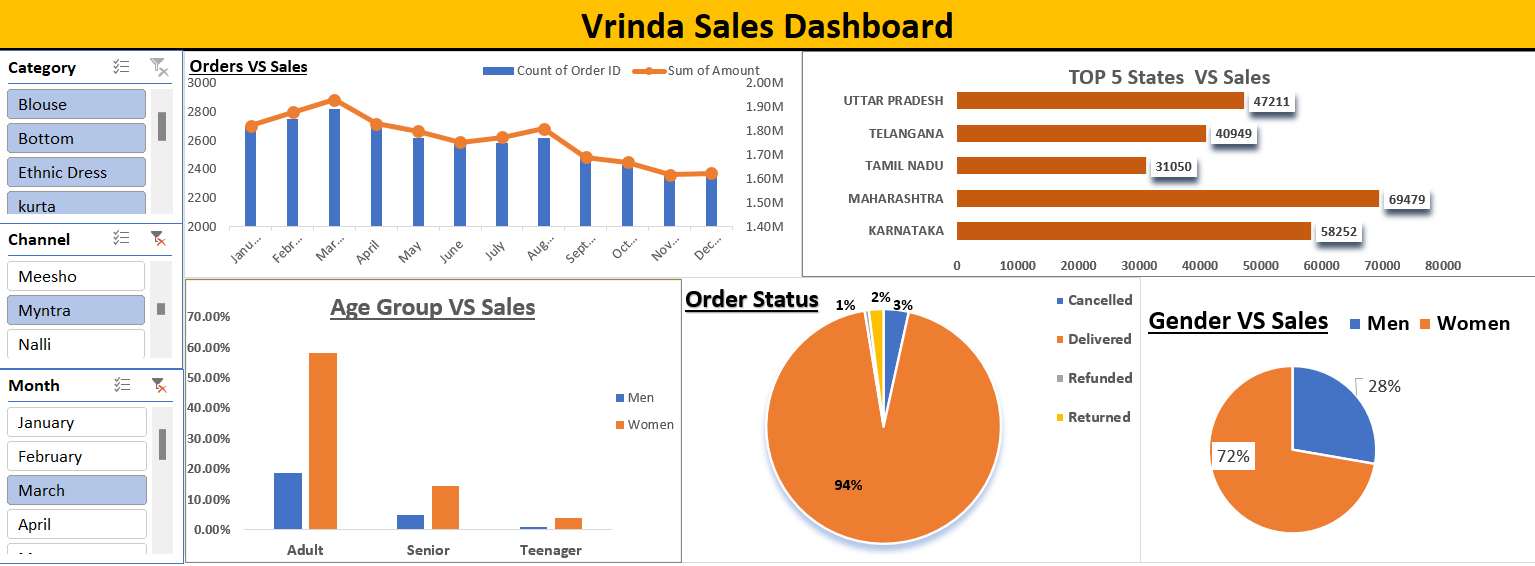 Vrinda Sales Dashboard
Category
Blouse
Bottom
Ethnic Dress
kurta
Channel
Meesho
Myntra
Nalli
Month
January
February
March
April
Orders VS Sales
Count of Order ID
Sum of Amount
3000
2800
2600
2400
2200
2000
2.00M
1.90M
1.80M
1.70M
1.60M
1.50M
1.40M
Janu...
Febr...
Mar...
April
May
June
July
Aug...
Sept...
Oct...
Nov...
Dec...
TOP 5 States VS Sales
UTTAR PRADESH
47211
TELANGANA
40949
TAMIL NADU
31050
MAHARASHTRA
69479
KARNATAKA
58252
0 10000 20000 30000 40000 50000 60000 70000 80000
Age Group VS Sales
70.00%
60.00%
50.00%
40.00%
30.00%
20.00%
10.00%
0.00%
Adult
Senior
Teenager
Men
Women
Order Status
1%
2%
3%
94%
Cancelled
Delivered
Refunded
Returned
Gender VS Sales
Men
Women
28%
72%